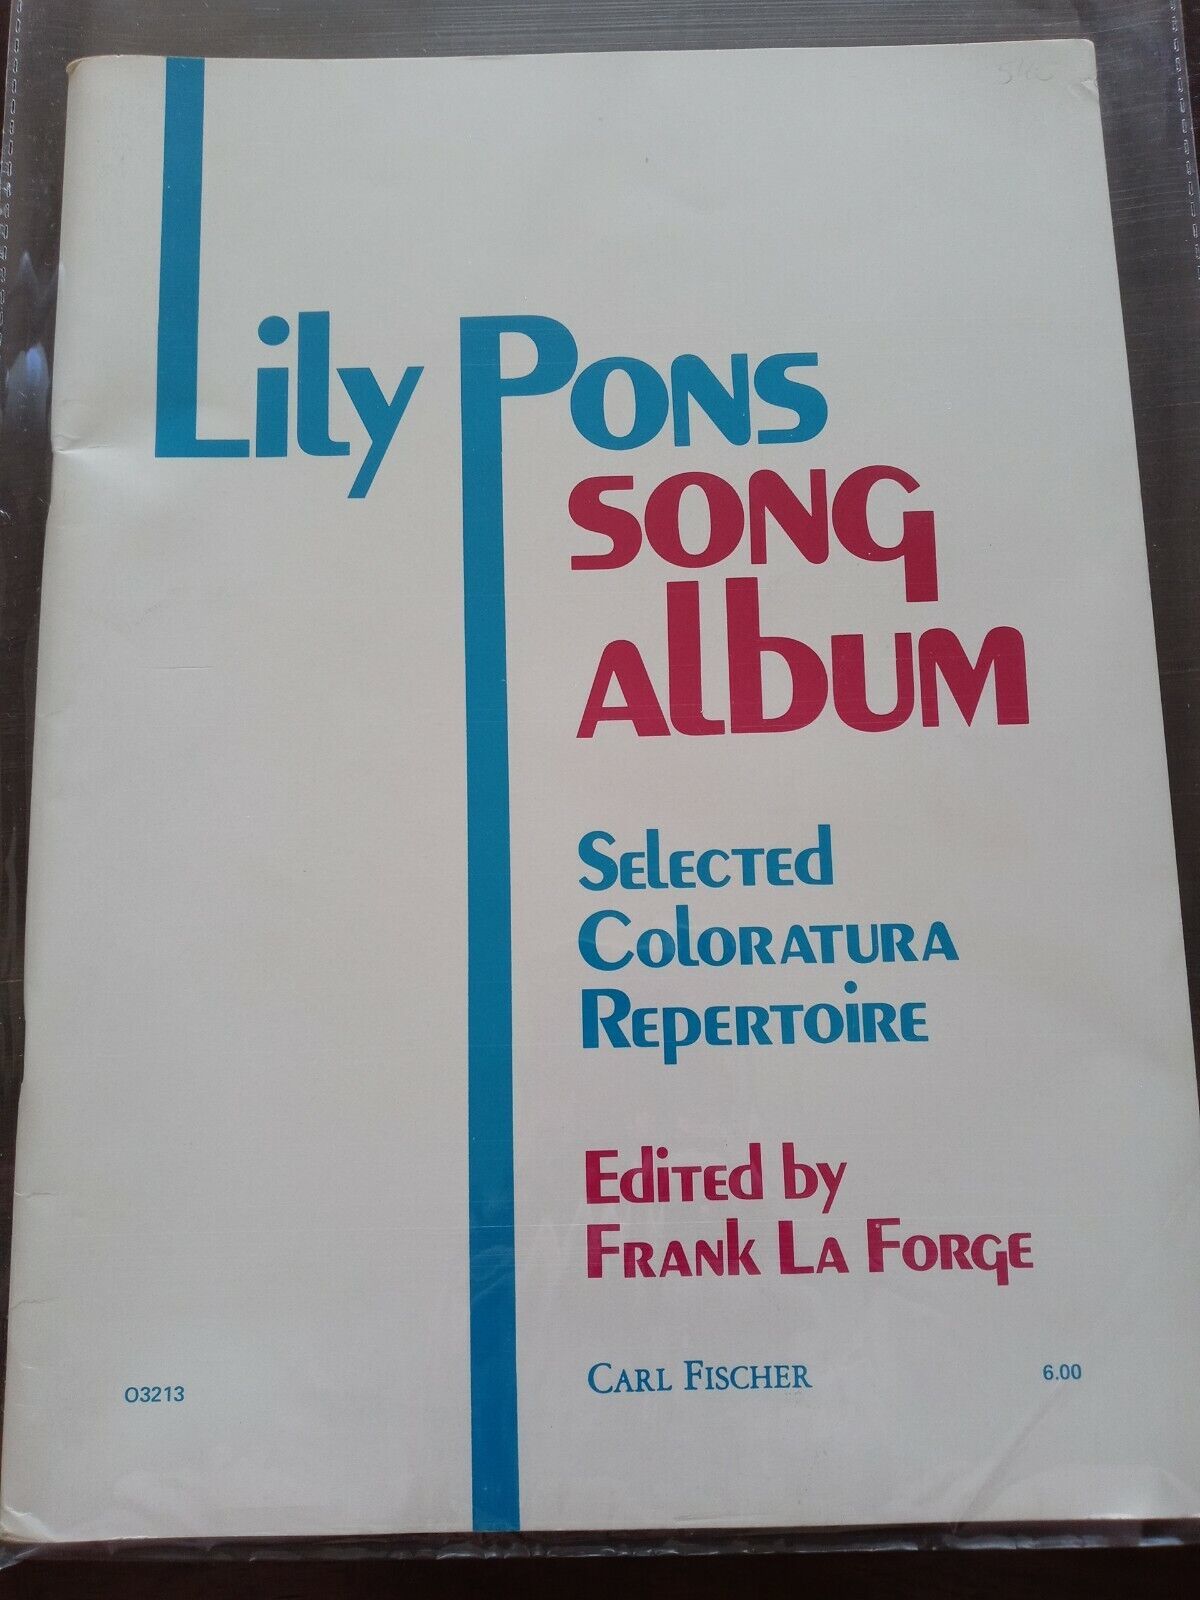 Lily Pons
SONG
AlbUM
Selected
Coloratura
Repertoire
Edited by
Frank La Forge
CARL FISCHER
O3213
6.00